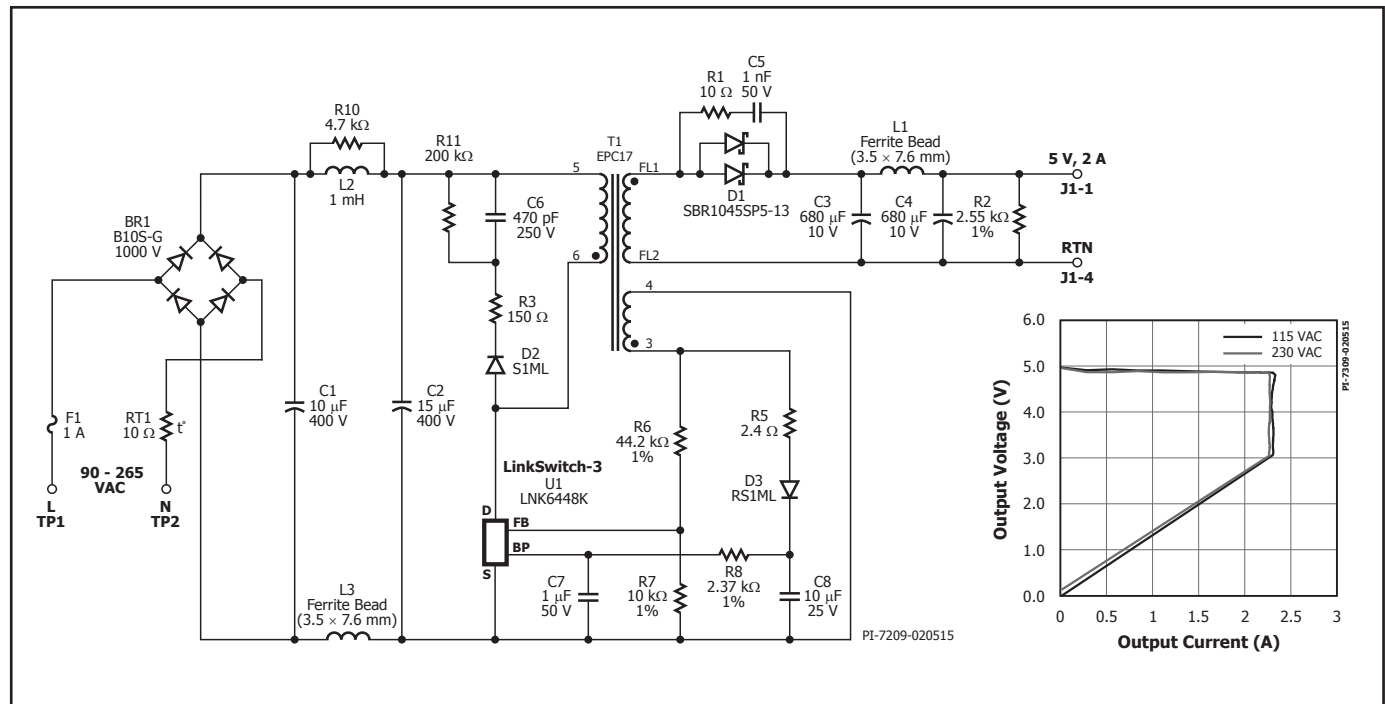 R10
4.7 kΩ
L2
1 mH
R11
200 kΩ
C6
470 pF
250 V
BR1
B10S-G
1000 V
R3
150 Ω
D2
S1ML
C1
10 µF
400 V
C2
15 µF
400 V
F1
1 A
RT1
10 Ω
t°
90 - 265
VAC
L
TP1
N
TP2
L3
Ferrite Bead
(3.5 × 7.6 mm)
T1
EPC17
5
6
FL1
FL2
4
3
R1
10 Ω
C5
1 nF
50 V
D1
SBR1045SP5-13
L1
Ferrite Bead
(3.5 × 7.6 mm)
C3
680 µF
10 V
C4
680 µF
10 V
R2
2.55 kΩ
1%
5 V, 2 A
J1-1
RTN
J1-4
LinkSwitch-3
U1
LNK6448K
D
FB
BP
S
R6
44.2 kΩ
1%
R5
2.4 Ω
D3
RS1ML
C7
1 µF
50 V
R7
10 kΩ
1%
R8
2.37 kΩ
1%
C8
10 µF
25 V
PI-7209-020515
Output Voltage (V)
6.0
5.0
4.0
3.0
2.0
1.0
0.0
115 VAC
230 VAC
PI-7309-020515
0 0.5 1 1.5 2 2.5 3
Output Current (A)